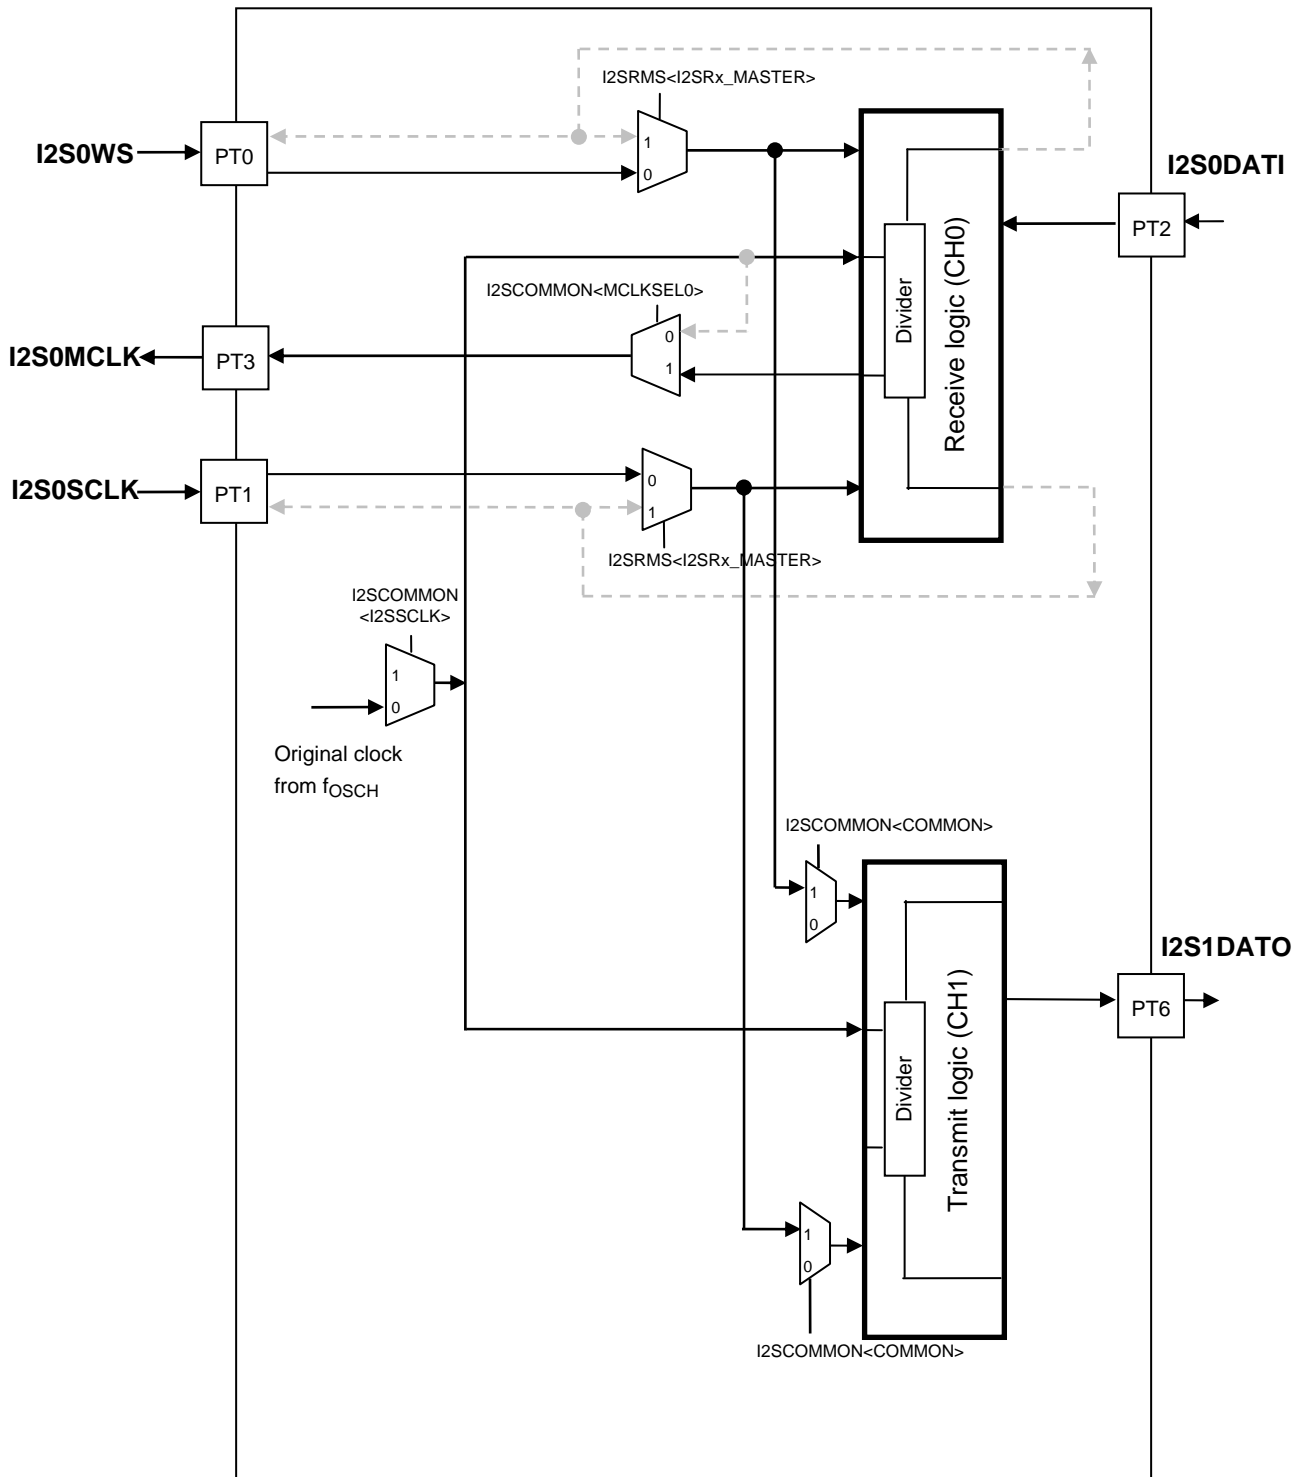 I2SRMS<I2SRx_MASTER>
I2S0WS
PT0
1
0
I2S0DATI
PT2
Divider
Receive logic (CH0)
I2SCOMMON<MCLKSEL0>
0
1
I2S0MCLK
PT3
I2S0SCLK
PT1
0
1
I2SRMS<I2SRx_MASTER>
I2SCOMMON
<I2SSCLK>
1
0
Original clock
from fOSCH
I2SCOMMON<COMMON>
1
0
I2S1DATO
PT6
Divider
Transmit logic (CH1)
1
0
I2SCOMMON<COMMON>